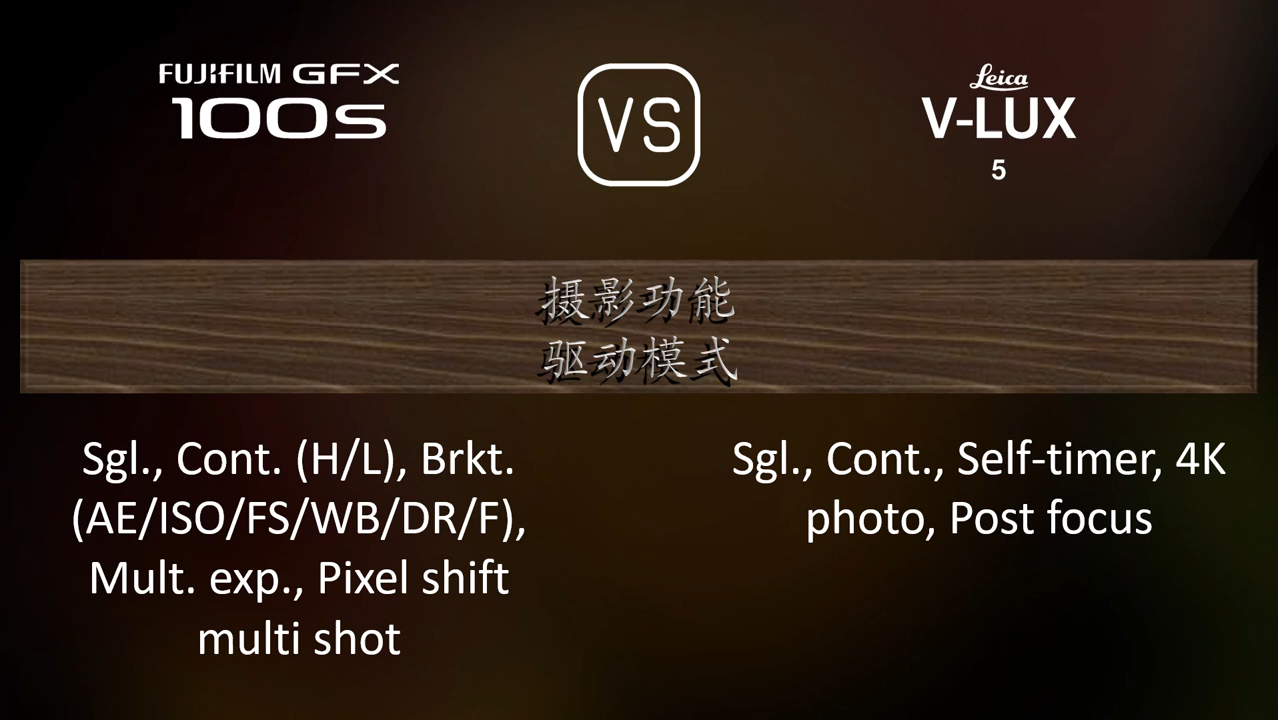 FUJIFILM GFX
100s
VS
Leica
V-LUX
5
摄影功能
驱动模式
Sgl., Cont. (H/L), Brkt.
(AE/ISO/FS/WB/DR/F),
Mult. exp., Pixel shift
multi shot
Sgl., Cont., Self-timer, 4K
photo, Post focus